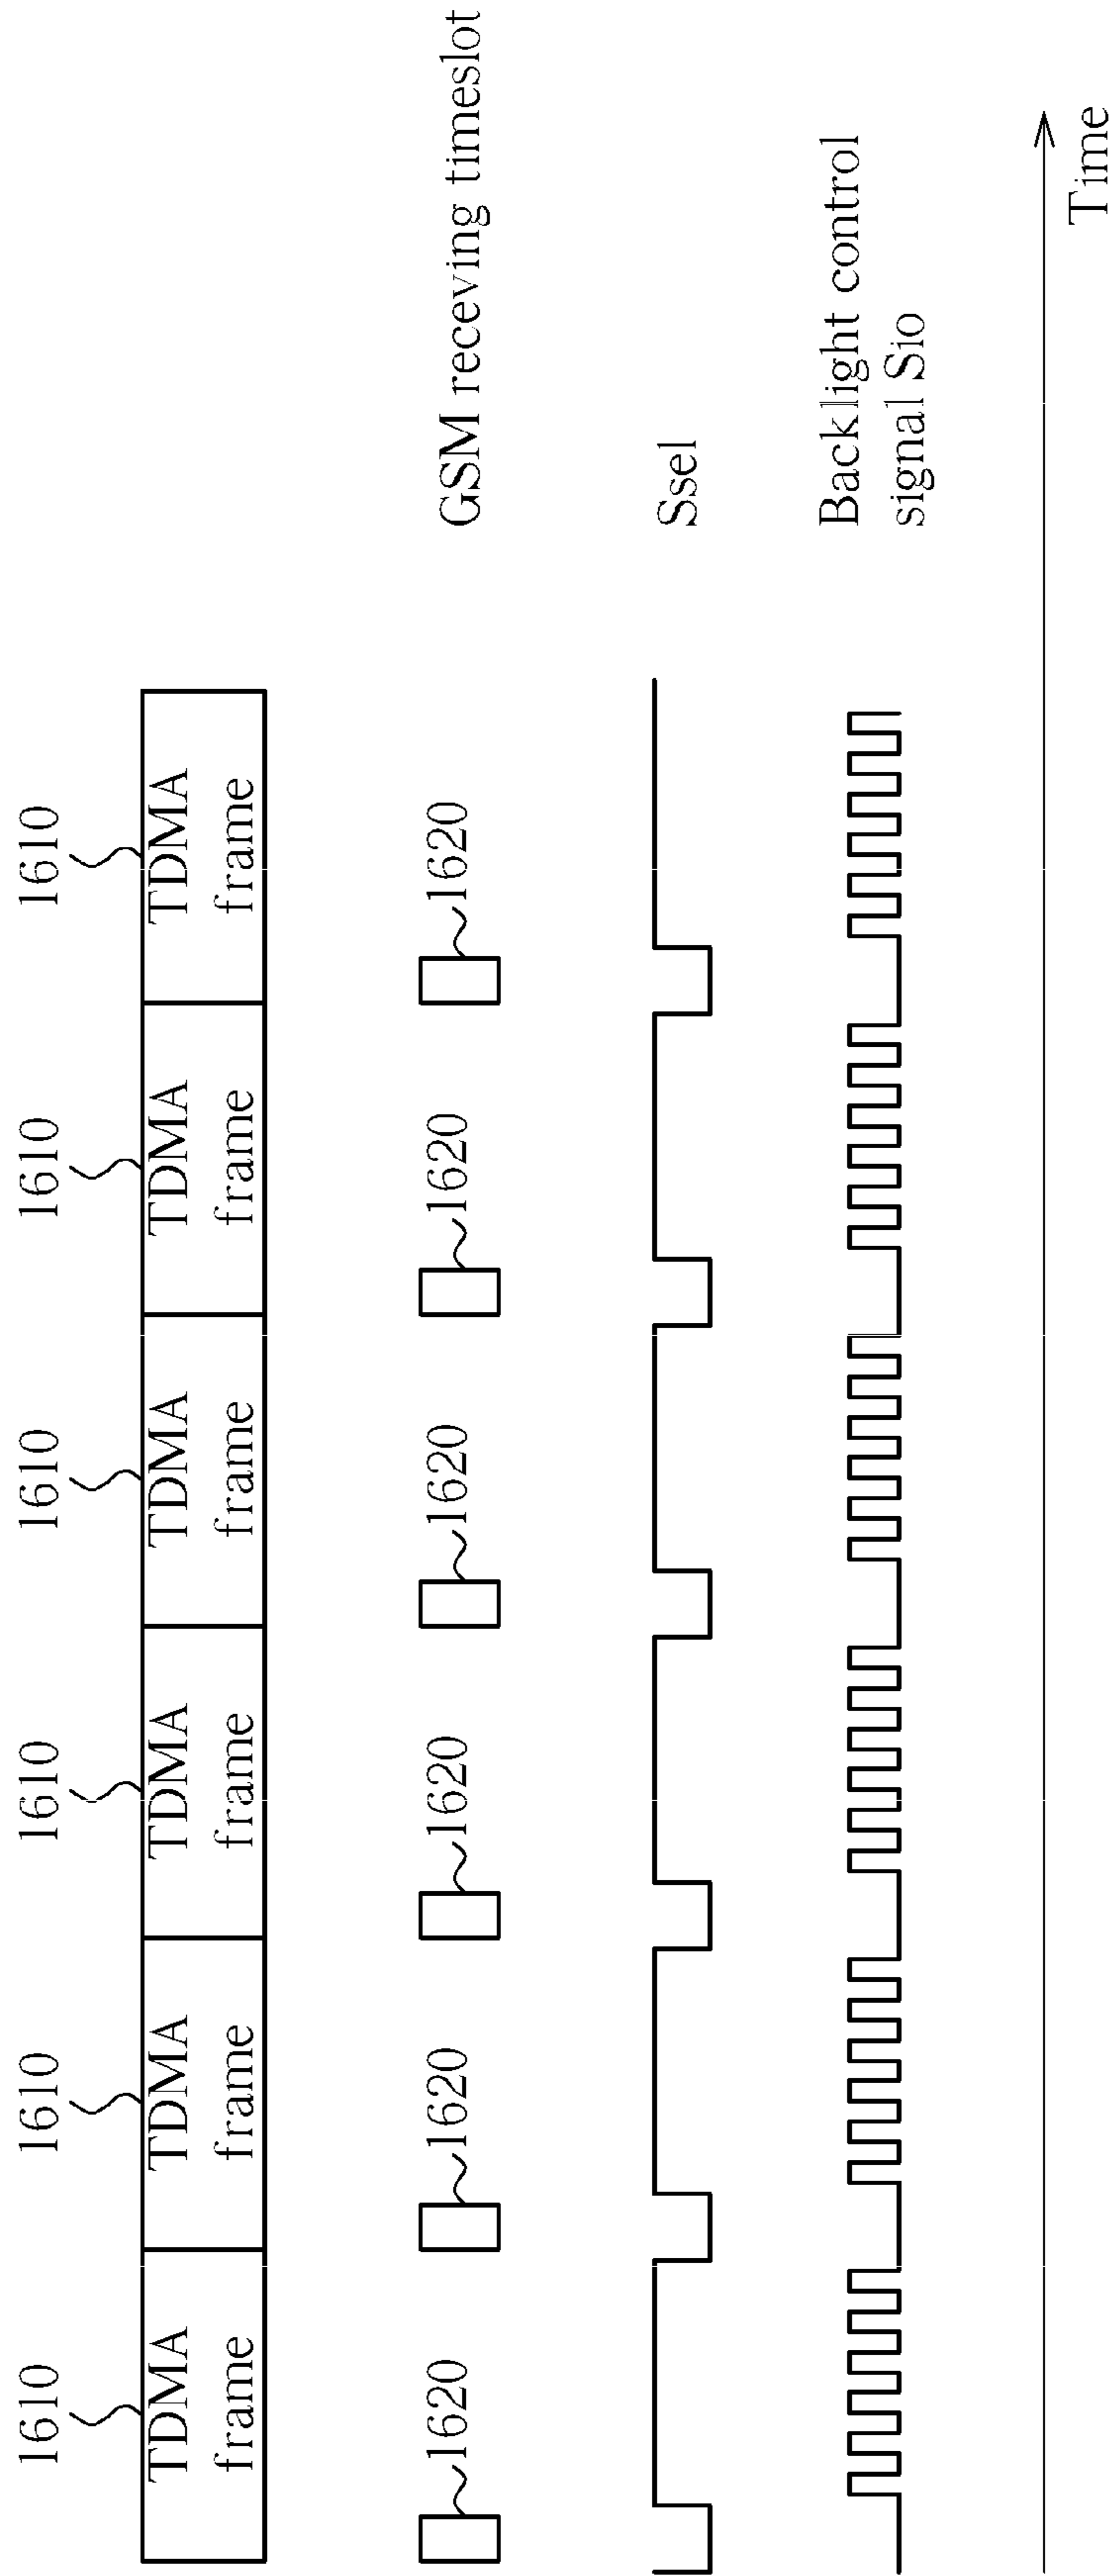 1610
1610
1610
1610
1610
1610
TDMA
frame
TDMA
frame
TDMA
frame
TDMA
frame
TDMA
frame
TDMA
frame
1620
1620
1620
1620
1620
1620
GSM receving timeslot
Ssel
Backlight control
signal Sio
Time